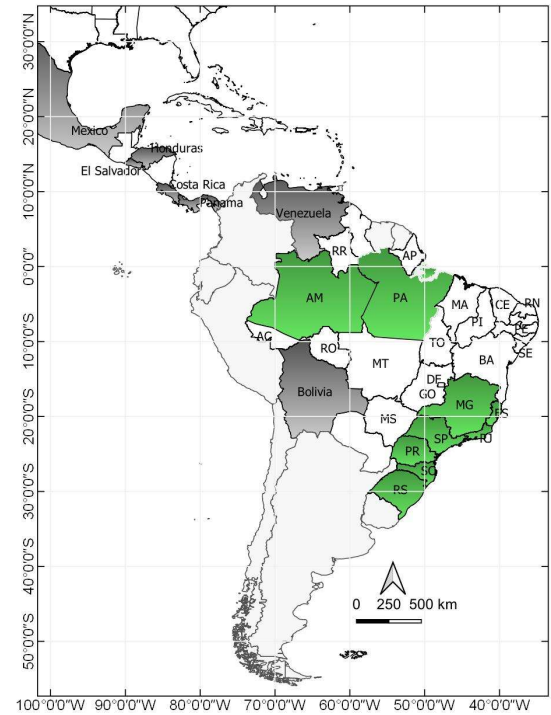 30°0'0"N
20°0'0"N
10°0'0"N
0°0'0"
10°0'0"S
20°0'0"S
30°0'0"S
40°0'0"S
50°0'0"S
Mexico
Honduras
El Salvador
Costa Rica
Panama
Venezuela
RR
AP
AM
PA
MA
CE
RN
PI
PE
AC
RO
TO
SE
MT
BA
Bolivia
DF
GO
MG
MS
ES
SP
RJ
PR
SC
RS
0 250 500 km
100°0'0"W 90°0'0"W 80°0'0"W 70°0'0"W 60°0'0"W 50°0'0"W 40°0'0"W